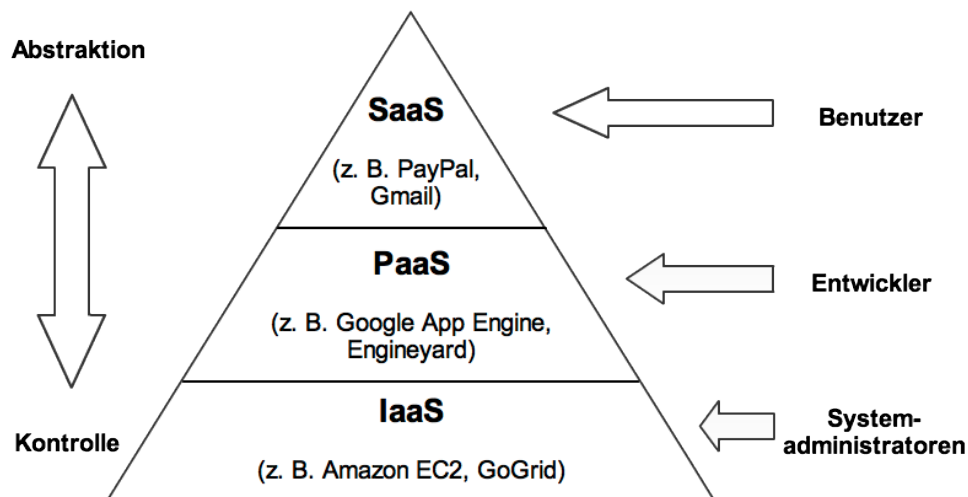 Abstraktion
SaaS
(z. B. PayPal,
Gmail)
Benutzer
PaaS
(z. B. Google App Engine,
Engineyard)
Entwickler
Kontrolle
IaaS
(z. B. Amazon EC2, GoGrid)
System-
administratoren